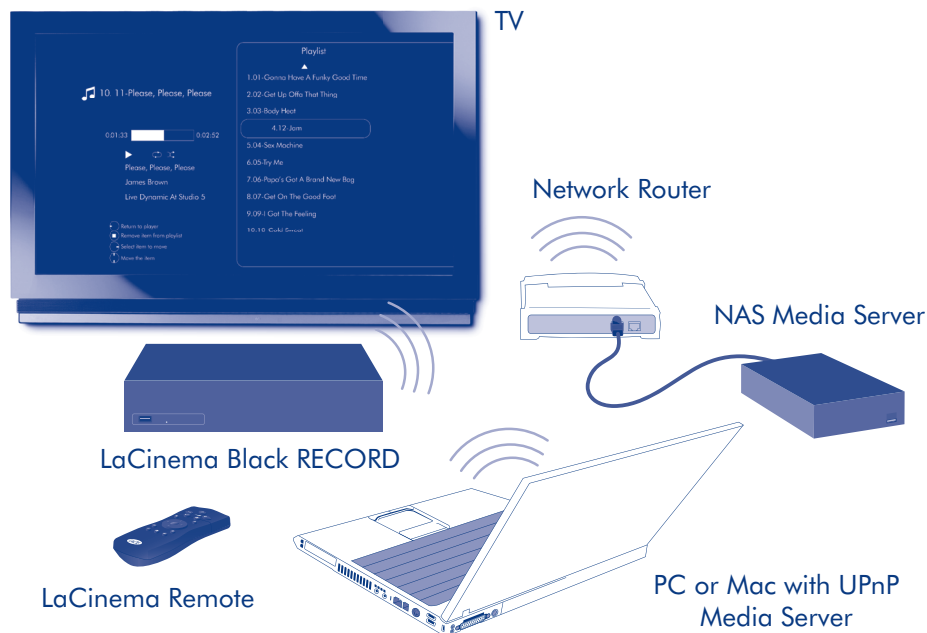 TV
Playlist
1.01-Gonna Have A Funky Good Time
2.02-Get Up Offa That Thing
3.03-Body Heat
4.12-Jam
5.04-Sex Machine
6.05-Try Me
7.06-Papa's Got A Brand New Bag
8.07-Get On The Good Foot
9.09-I Got The Feeling
10. 11-Please, Please, Please
0:01:33
0:02:52
Please, Please, Please
James Brown
Live Dynamic At Studio 5
Return to player
Remove item from playlist
Select item to move
Move the item
Network Router
NAS Media Server
LaCinema Black RECORD
LaCinema Remote
PC or Mac with UPnP
Media Server